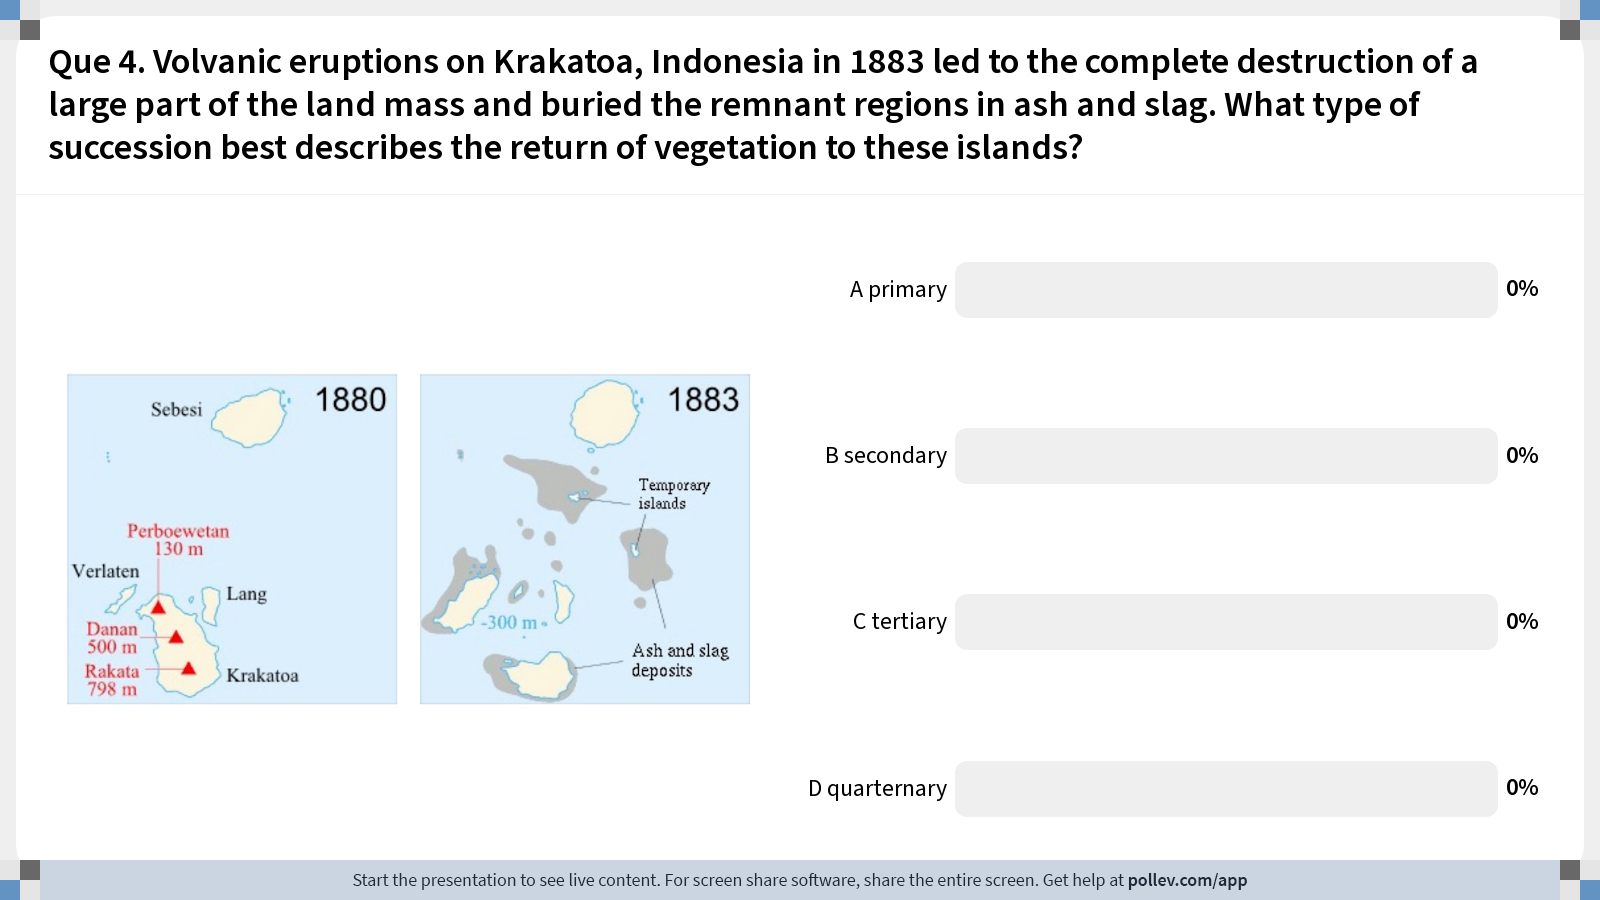 Que 4. Volvanic eruptions on Krakatoa, Indonesia in 1883 led to the complete destruction of a
large part of the land mass and buried the remnant regions in ash and slag. What type of
succession best describes the return of vegetation to these islands?
A primary
0%
B secondary
0%
C tertiary
0%
D quarternary
0%
Sebesi
1880
Perboewetan
130 m
Verlaten
Lang
Danan
500 m
Rakata
798 m
Krakatoa
1883
Temporary
islands
-300 m
Ash and slag
deposits
Start the presentation to see live content. For screen share software, share the entire screen. Get help at pollev.com/app